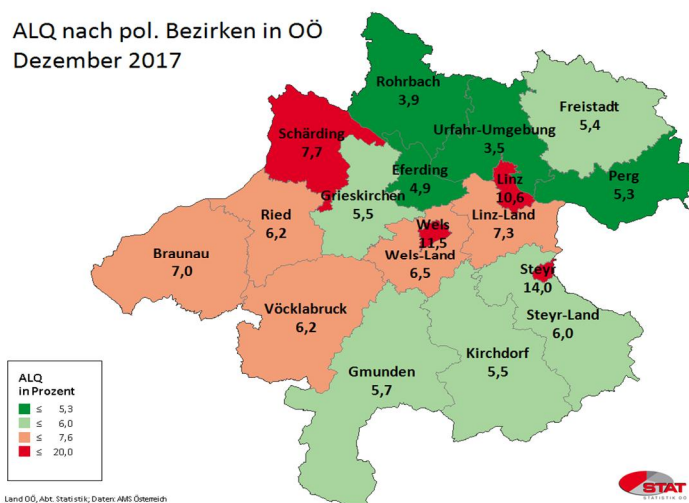 ALQ nach pol. Bezirken in OÖ
Dezember 2017
Rohrbach
3,9
Freistadt
5,4
Schärding
7,7
Urfahr-Umgebung
3,5
Eferding
4,9
Linz
10,6
Perg
5,3
Grieskirchen
5,5
Ried
6,2
Wels
11,5
Linz-Land
7,3
Braunau
7,0
Wels-Land
6,5
Steyr
14,0
Vöcklabruck
6,2
Steyr-Land
6,0
Kirchdorf
5,5
Gmunden
5,7
ALQ
in Prozent
≤ 5,3
≤ 6,0
≤ 7,6
≤ 20,0
Land OÖ, Abt. Statistik; Daten: AMS Österreich
STAT
STATISTIK OÖ